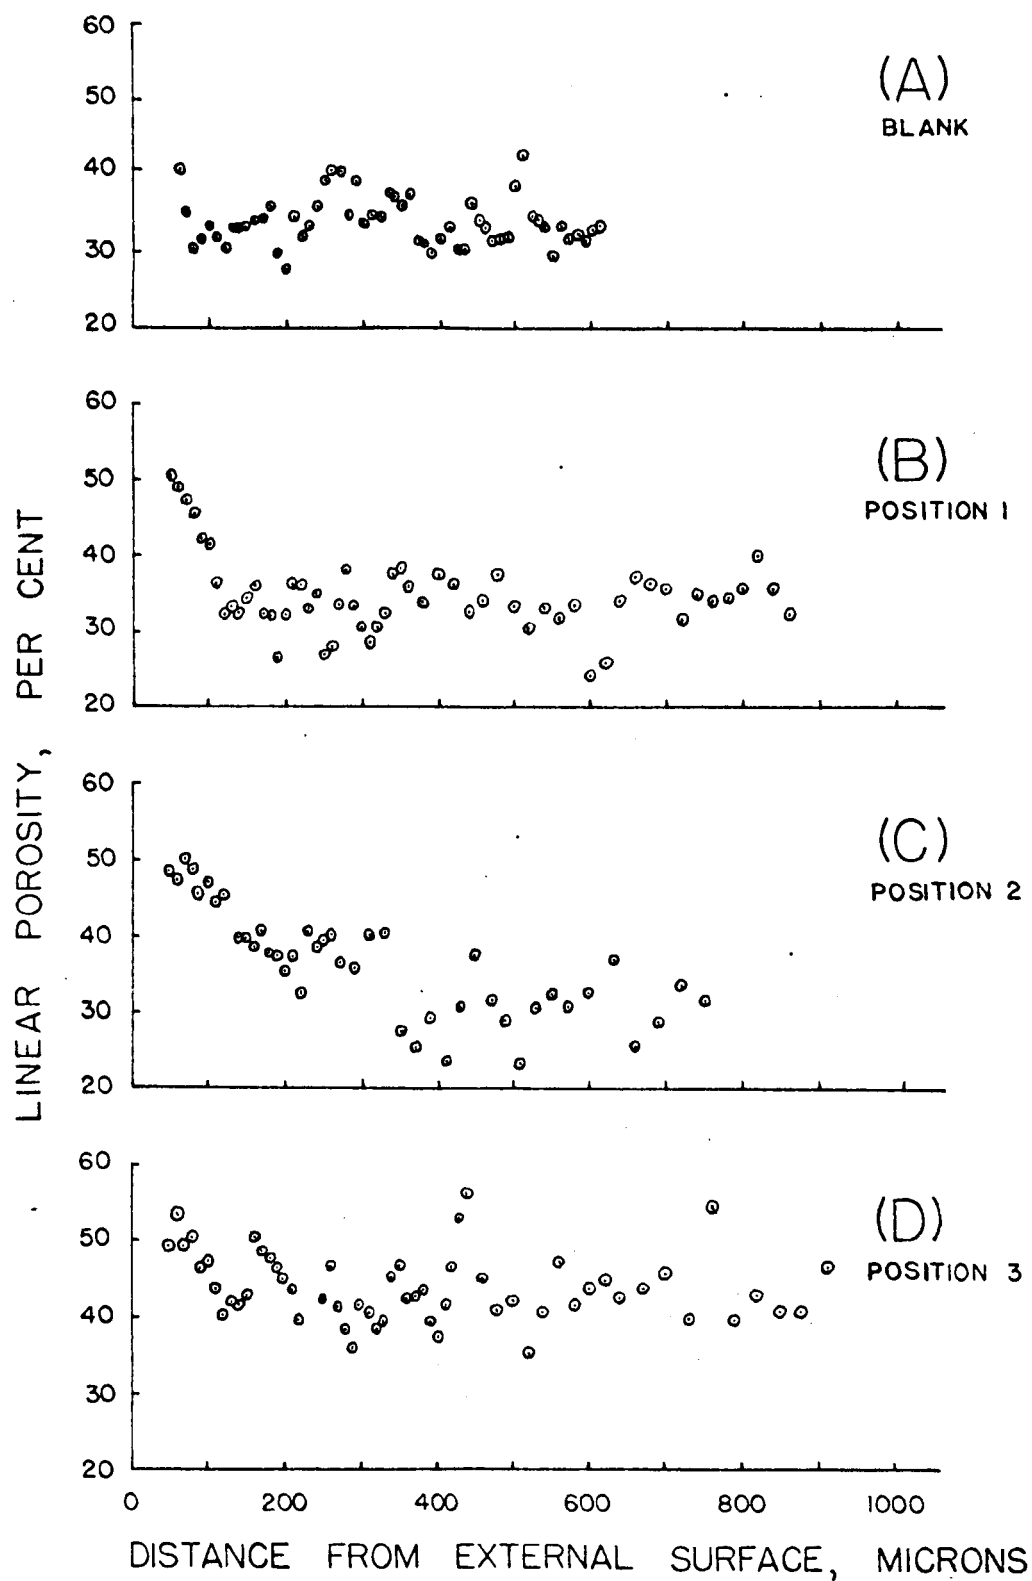 60
50
40
30
20
(A)
BLANK
60
50
40
30
20
(B)
POSITION 1
60
50
40
30
20
(C)
POSITION 2
60
50
40
30
20
(D)
POSITION 3
0 200 400 600 800 1000
LINEAR POROSITY, PER CENT
DISTANCE FROM EXTERNAL SURFACE, MICRONS